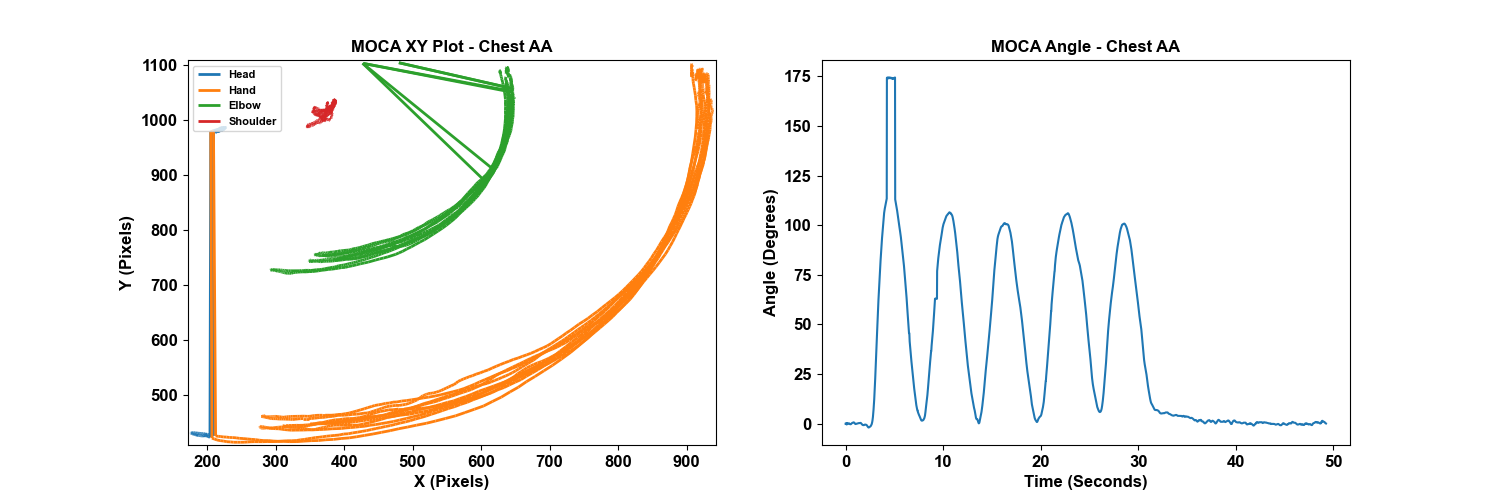 MOCA XY Plot - Chest AA
Y (Pixels)
1100
1000
900
800
700
600
500
Head
Hand
Elbow
Shoulder
200 300 400 500 600 700 800 900
X (Pixels)
MOCA Angle - Chest AA
Angle (Degrees)
175
150
125
100
75
50
25
0
0 10 20 30 40 50
Time (Seconds)